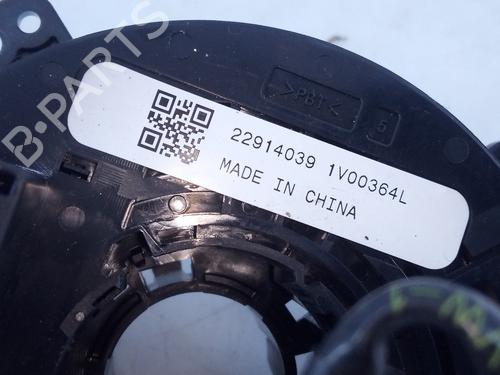 B-PARTS
>PBT<
5
22914039 1V00364L
MADE IN CHINA